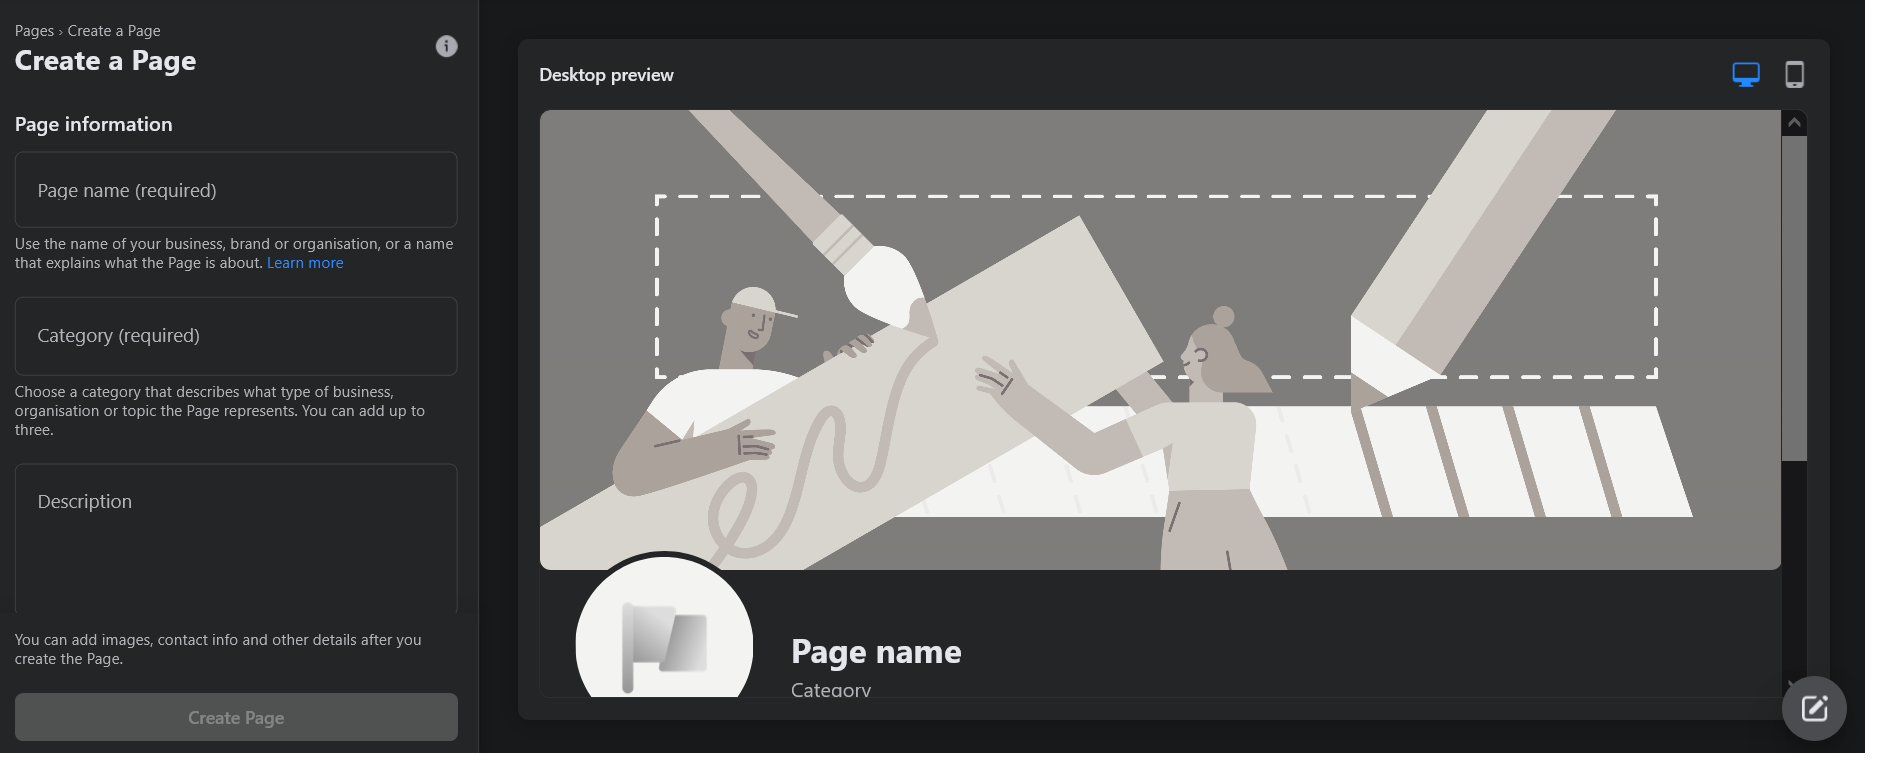 Pages › Create a Page
Create a Page
Page information
Page name (required)
Use the name of your business, brand or organisation, or a name
that explains what the Page is about. Learn more
Category (required)
Choose a category that describes what type of business,
organisation or topic the Page represents. You can add up to
three.
Description
You can add images, contact info and other details after you
create the Page.
Create Page
Desktop preview
Page name
Category